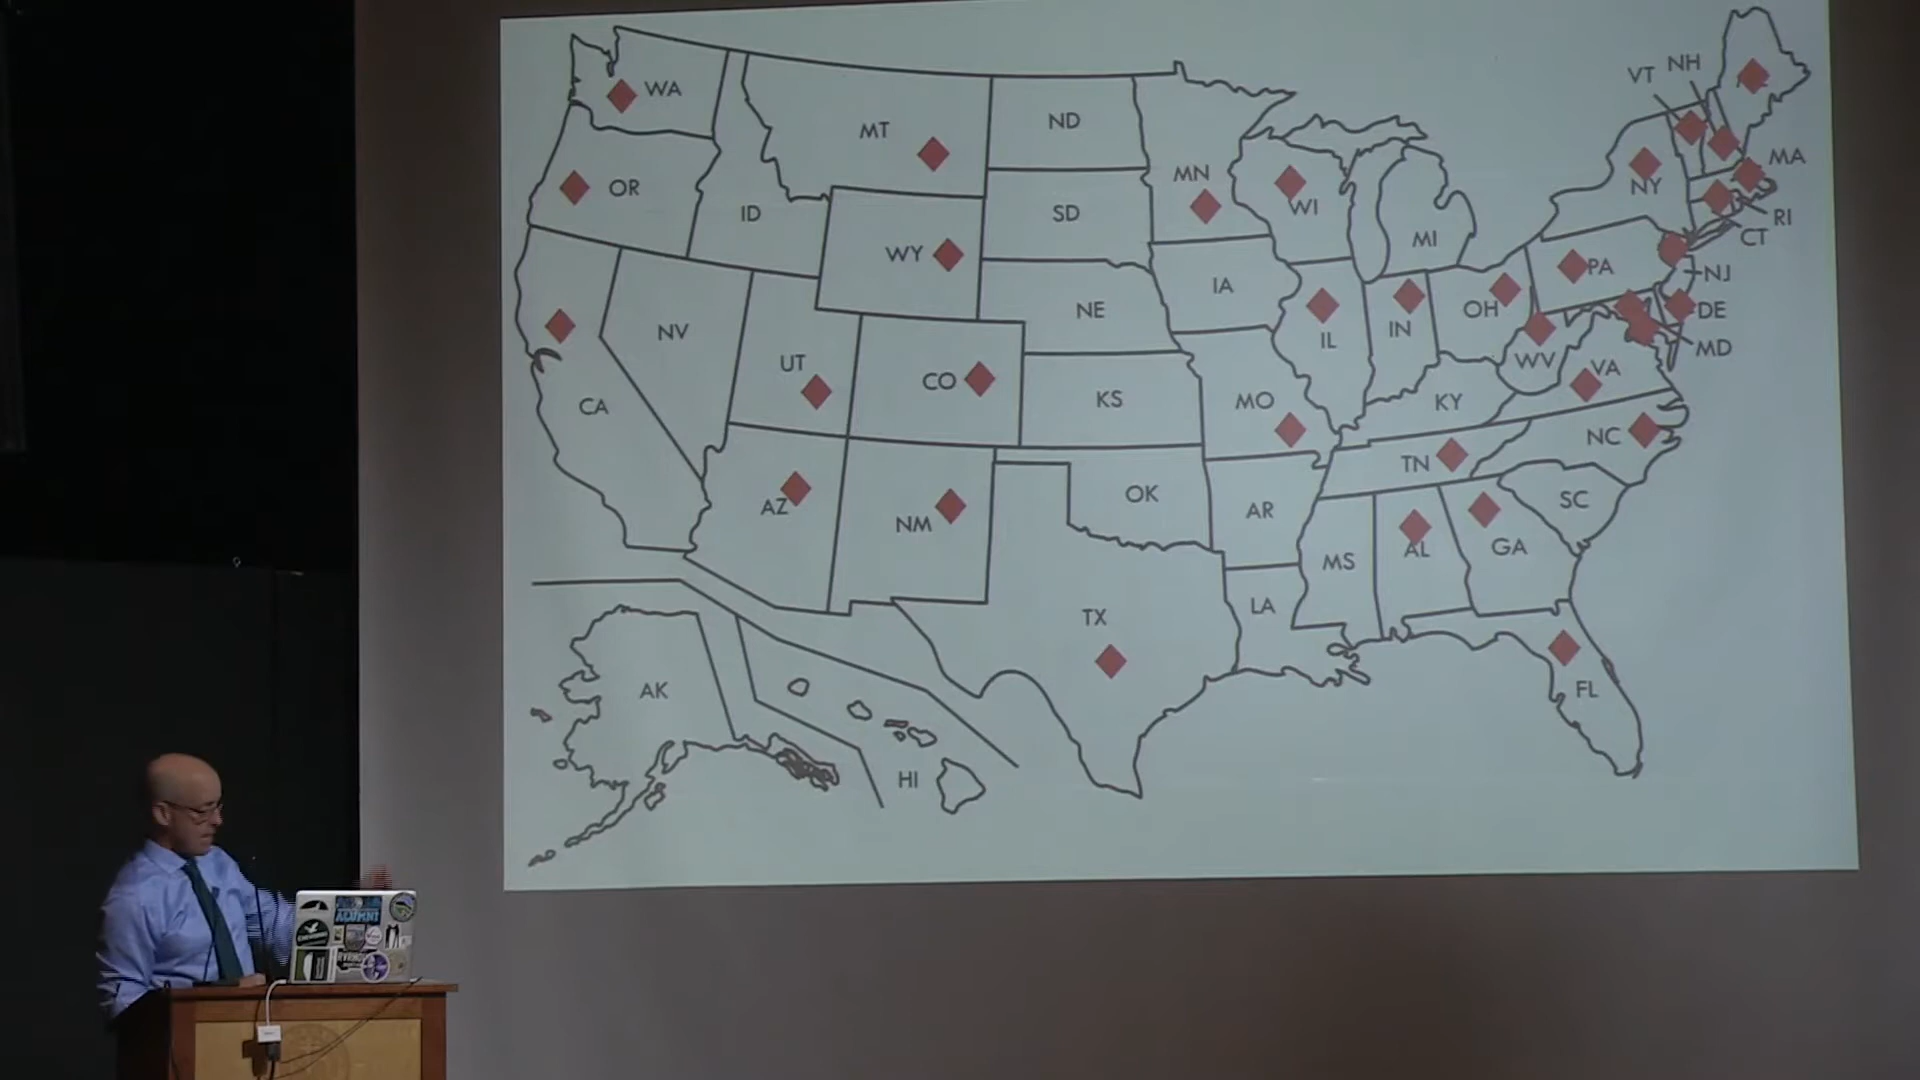 NH
VT
WA
ND
MT
MA
MN
OR
NY
WI
ID
SD
RI
MI
CT
WY
PA
NJ
IA
NE
OH
DE
IN
NV
IL
MD
UT
WV
VA
CO
KS
MO
KY
CA
NC
TN
OK
SC
AZ
AR
NM
GA
AL
MS
LA
TX
AK
FL
HI
ALUMNI